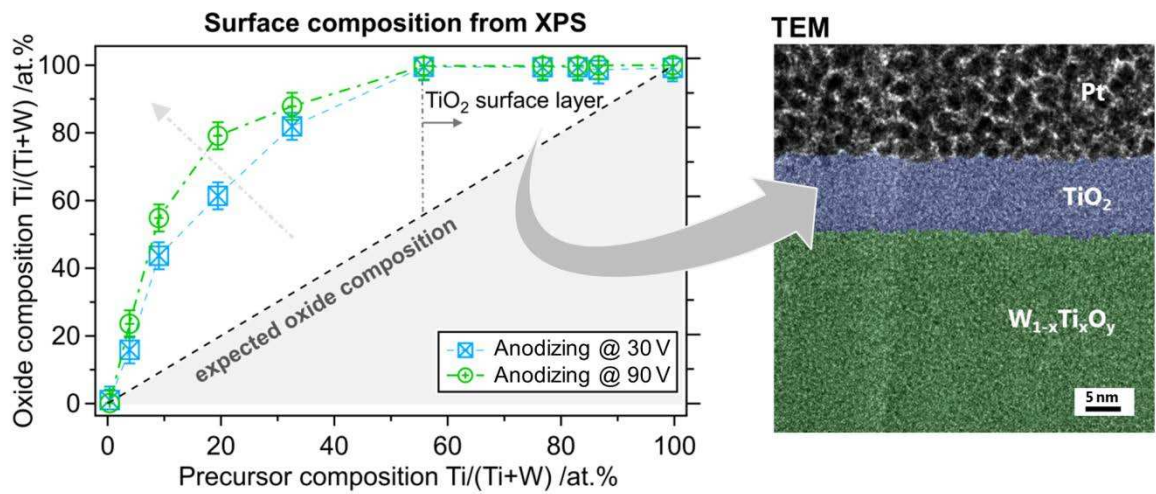 Surface composition from XPS
Oxide composition Ti/(Ti+W) /at.%
100
80
60
40
20
0
TiO₂ surface layer
expected oxide composition
Anodizing @ 30 V
Anodizing @ 90 V
0
20
40
60
80
100
Precursor composition Ti/(Ti+W) /at.%
TEM
Pt
TiO₂
W₁₋ₓTiₓOᵧ
5 nm